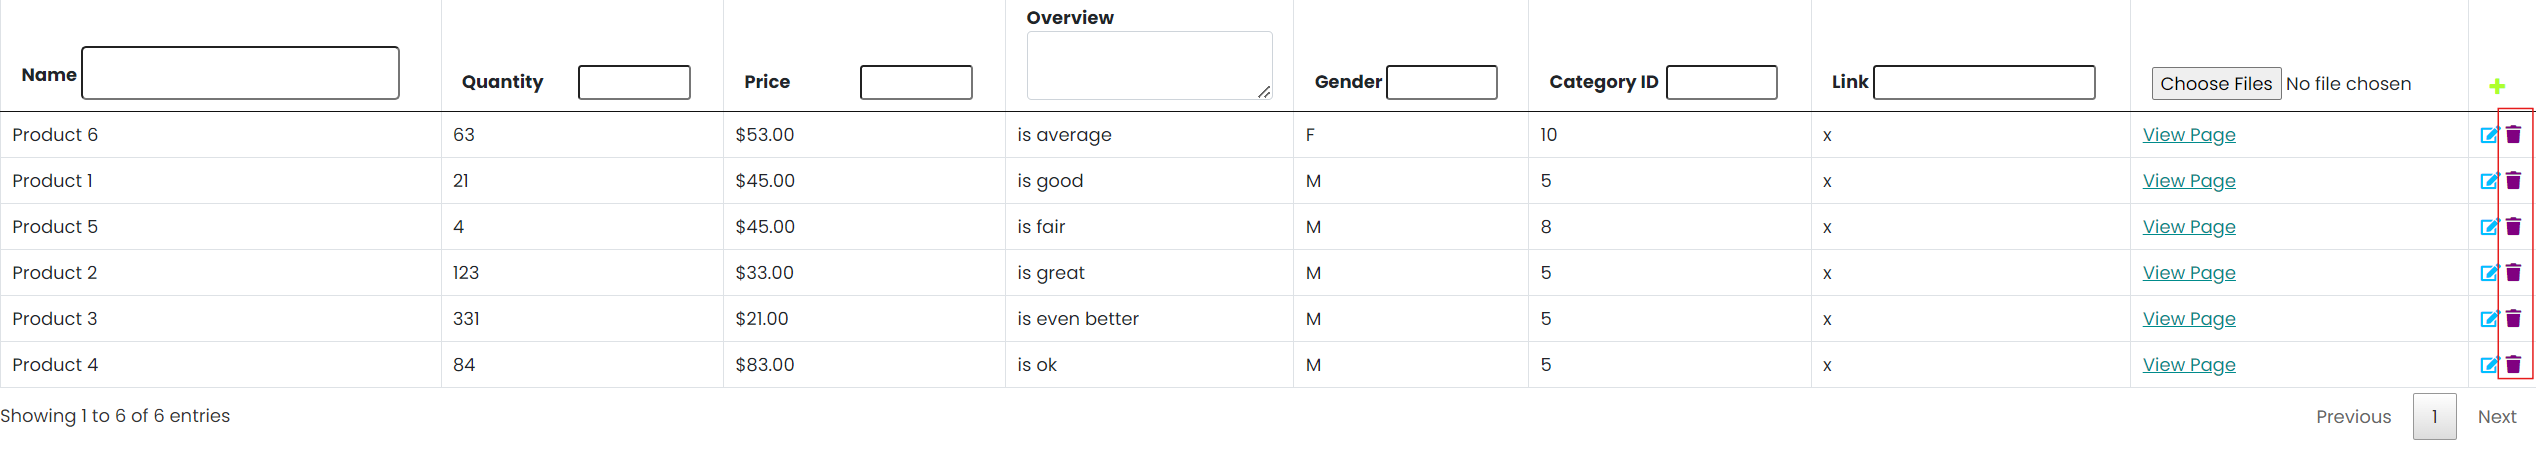 Overview
Name Quantity Price Gender Category ID Link Choose Files No file chosen
Product 6 63 $53.00 is average F 10 x View Page
Product 1 21 $45.00 is good M 5 x View Page
Product 5 4 $45.00 is fair M 8 x View Page
Product 2 123 $33.00 is great M 5 x View Page
Product 3 331 $21.00 is even better M 5 x View Page
Product 4 84 $83.00 is ok M 5 x View Page
Showing 1 to 6 of 6 entries Previous 1 Next